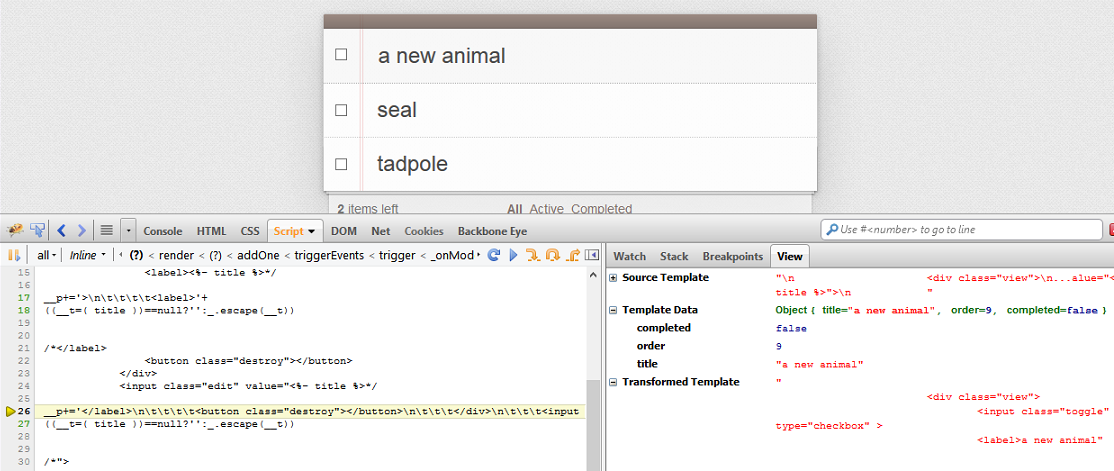 a new animal
seal
tadpole
2 items left
All Active Completed
Console HTML CSS Script DOM Net Cookies Backbone Eye
Use #<number> to go to line
all Inline (?) < render < (?) < addOne < triggerEvents < trigger < _onMod
Watch Stack Breakpoints View
15 <label><%- title %>*/
16
17 __p+='>\n\t\t\t\t\t<label>'+
18 ((__t=( title ))==null?'':_.escape(__t))
19
20
21 /*</label>
22 <button class="destroy"></button>
23 </div>
24 <input class="edit" value="<%- title %>*/
25
26 __p+='</label>\n\t\t\t\t\t<button class="destroy"></button>\n\t\t\t\t</div>\n\t\t\t\t<input
27 ((__t=( title ))==null?'':_.escape(__t))
28
29
30 /*">
Source Template "\n <div class="view">\n...alue="<
title %>">\n "
Template Data Object { title="a new animal", order=9, completed=false }
completed false
order 9
title "a new animal"
Transformed Template "
<div class="view">
<input class="toggle"
type="checkbox" >
<label>a new animal"